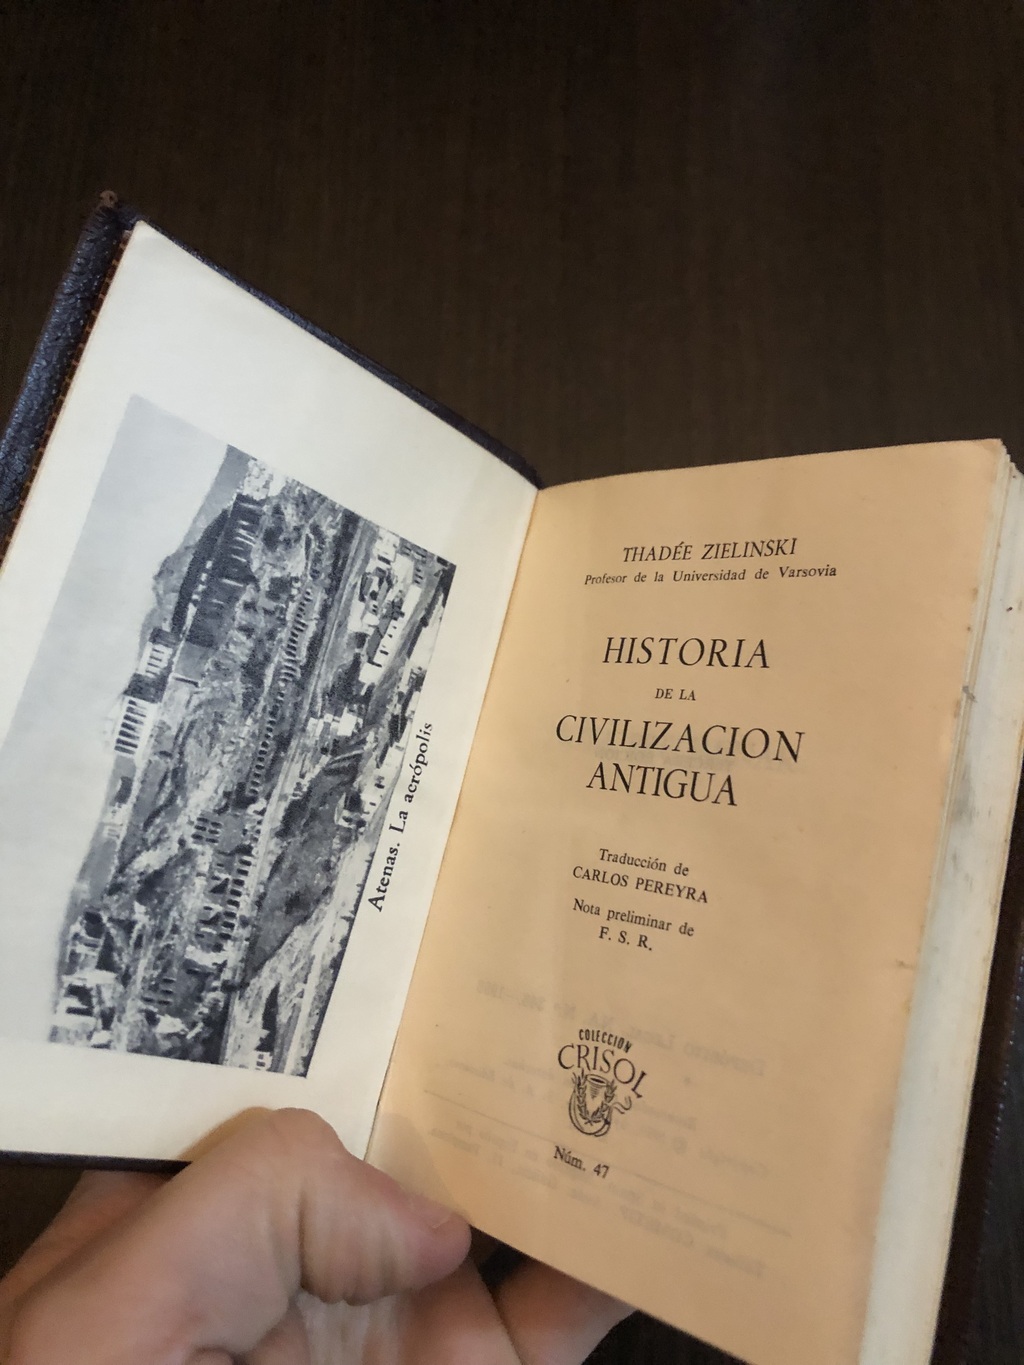 Atenas. La acrópolis
THADÉE ZIELINSKI
Profesor de la Universidad de Varsovia
HISTORIA
DE LA
CIVILIZACION
ANTIGUA
Traducción de
CARLOS PEREYRA
Nota preliminar de
F. S. R.
COLECCION
CRISOL
Núm. 47